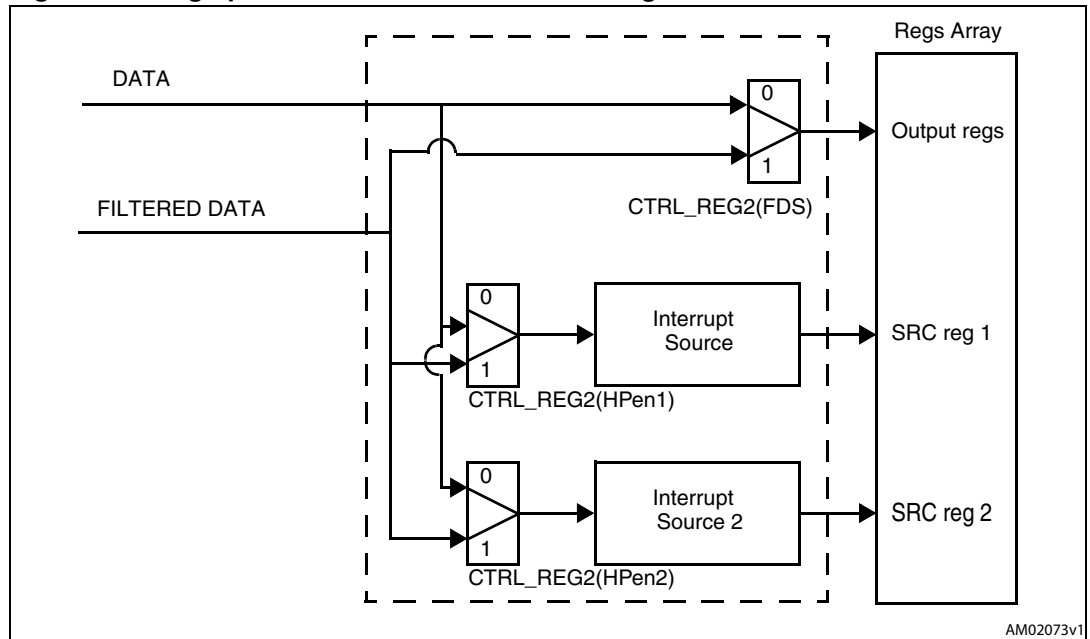 Regs Array
DATA
0
Output regs
1
CTRL_REG2(FDS)
FILTERED DATA
0
Interrupt
Source
SRC reg 1
1
CTRL_REG2(HPen1)
0
Interrupt
Source 2
SRC reg 2
1
CTRL_REG2(HPen2)
AM02073v1